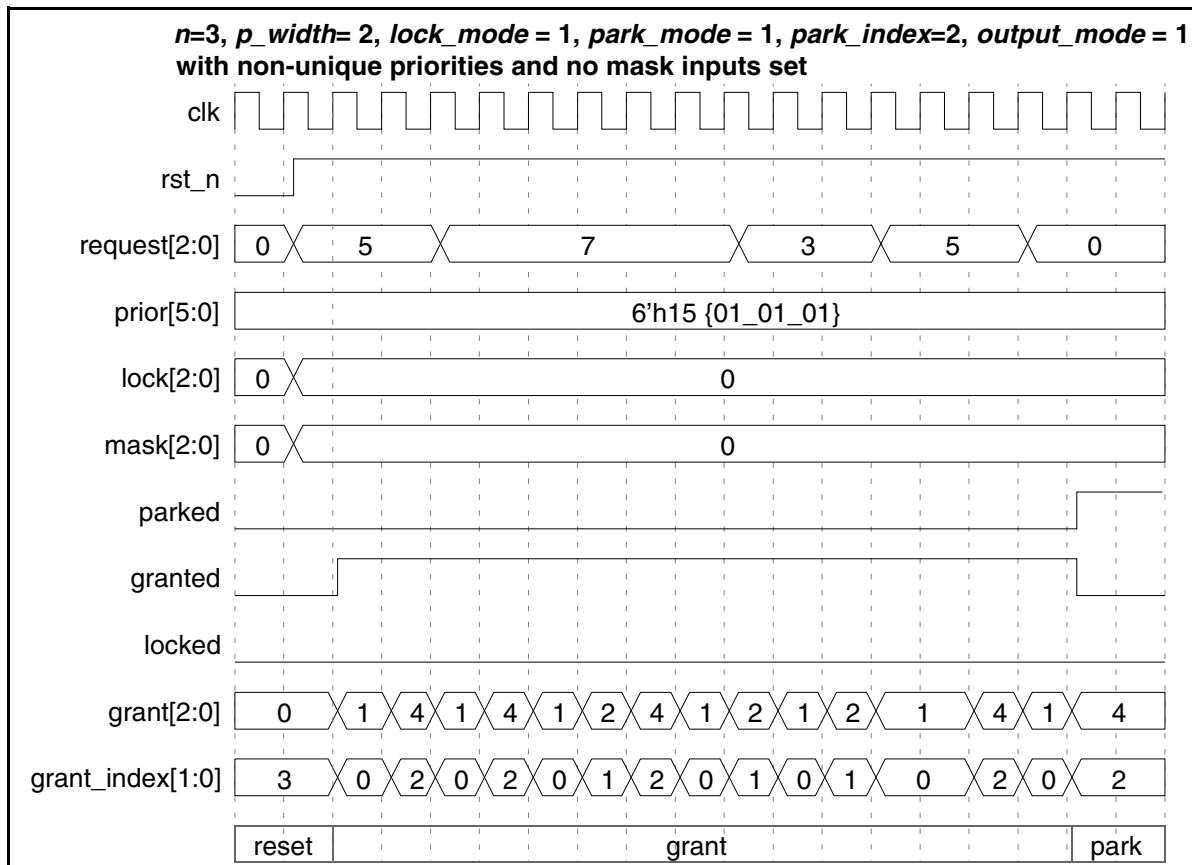 n=3, p_width= 2, lock_mode = 1, park_mode = 1, park_index=2, output_mode = 1
with non-unique priorities and no mask inputs set
clk
rst_n
request[2:0] 0 5 7 3 5 0
prior[5:0] 6’h15 {01_01_01}
lock[2:0] 0 0
mask[2:0] 0 0
parked
granted
locked
grant[2:0] 0 1 4 1 4 1 2 4 1 2 1 2 1 4 1 4
grant_index[1:0] 3 0 2 0 2 0 1 2 0 1 0 1 0 2 0 2
reset grant park